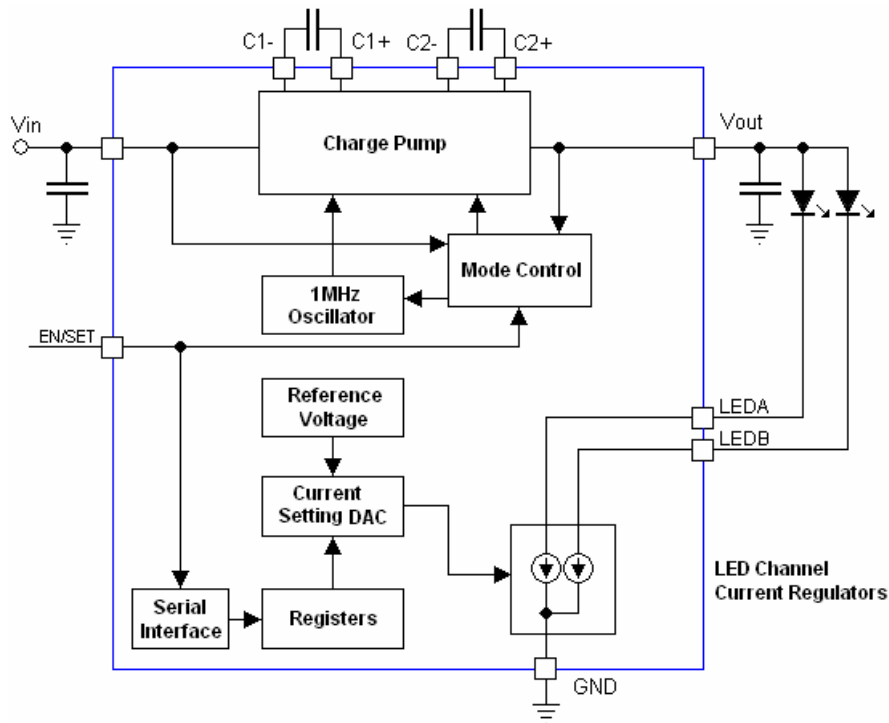 C1- C1+ C2- C2+
Vin
Charge Pump
Vout
Mode Control
1MHz
Oscillator
EN/SET
Reference
Voltage
LEDA
LEDB
Current
Setting DAC
LED Channel
Current Regulators
Serial
Interface
Registers
GND